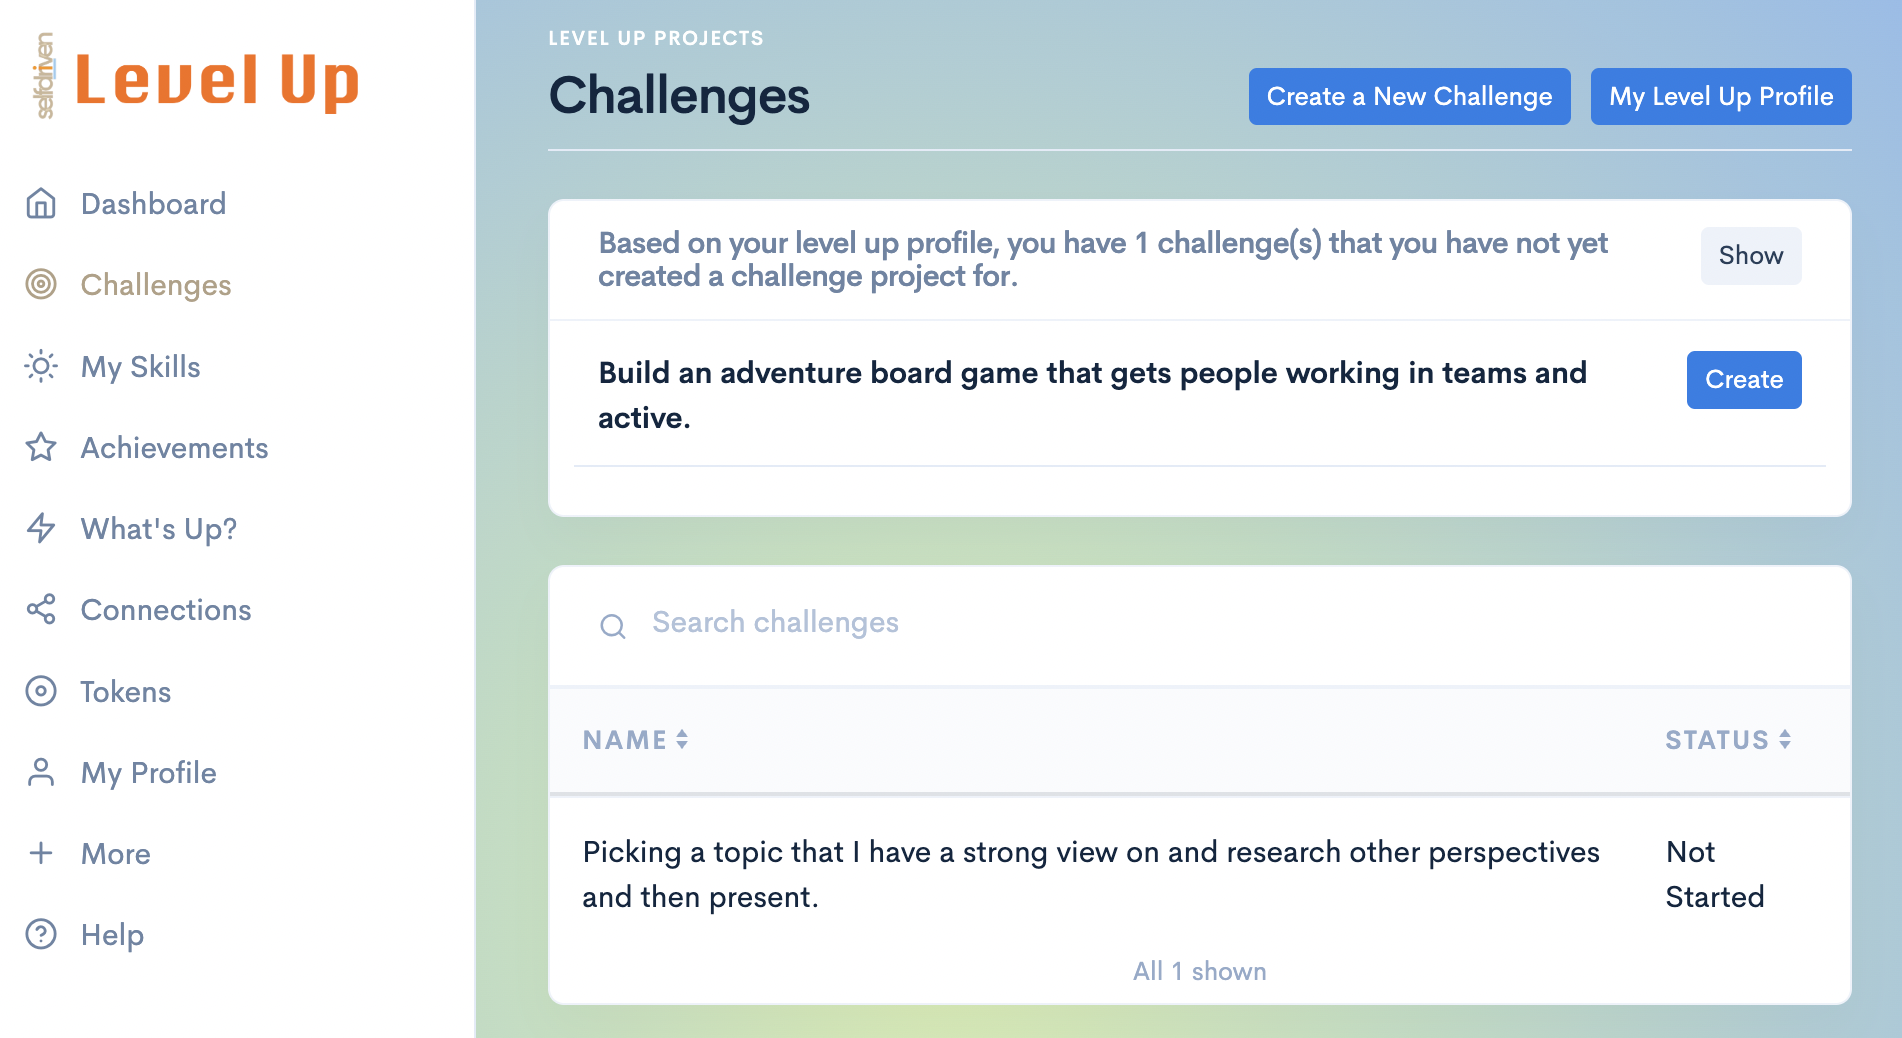 selfdriven
Level Up
Dashboard
Challenges
My Skills
Achievements
What's Up?
Connections
Tokens
My Profile
More
Help
LEVEL UP PROJECTS
Challenges
Create a New Challenge
My Level Up Profile
Based on your level up profile, you have 1 challenge(s) that you have not yet
created a challenge project for.
Show
Build an adventure board game that gets people working in teams and
active.
Create
Search challenges
NAME
STATUS
Picking a topic that I have a strong view on and research other perspectives
and then present.
Not
Started
All 1 shown